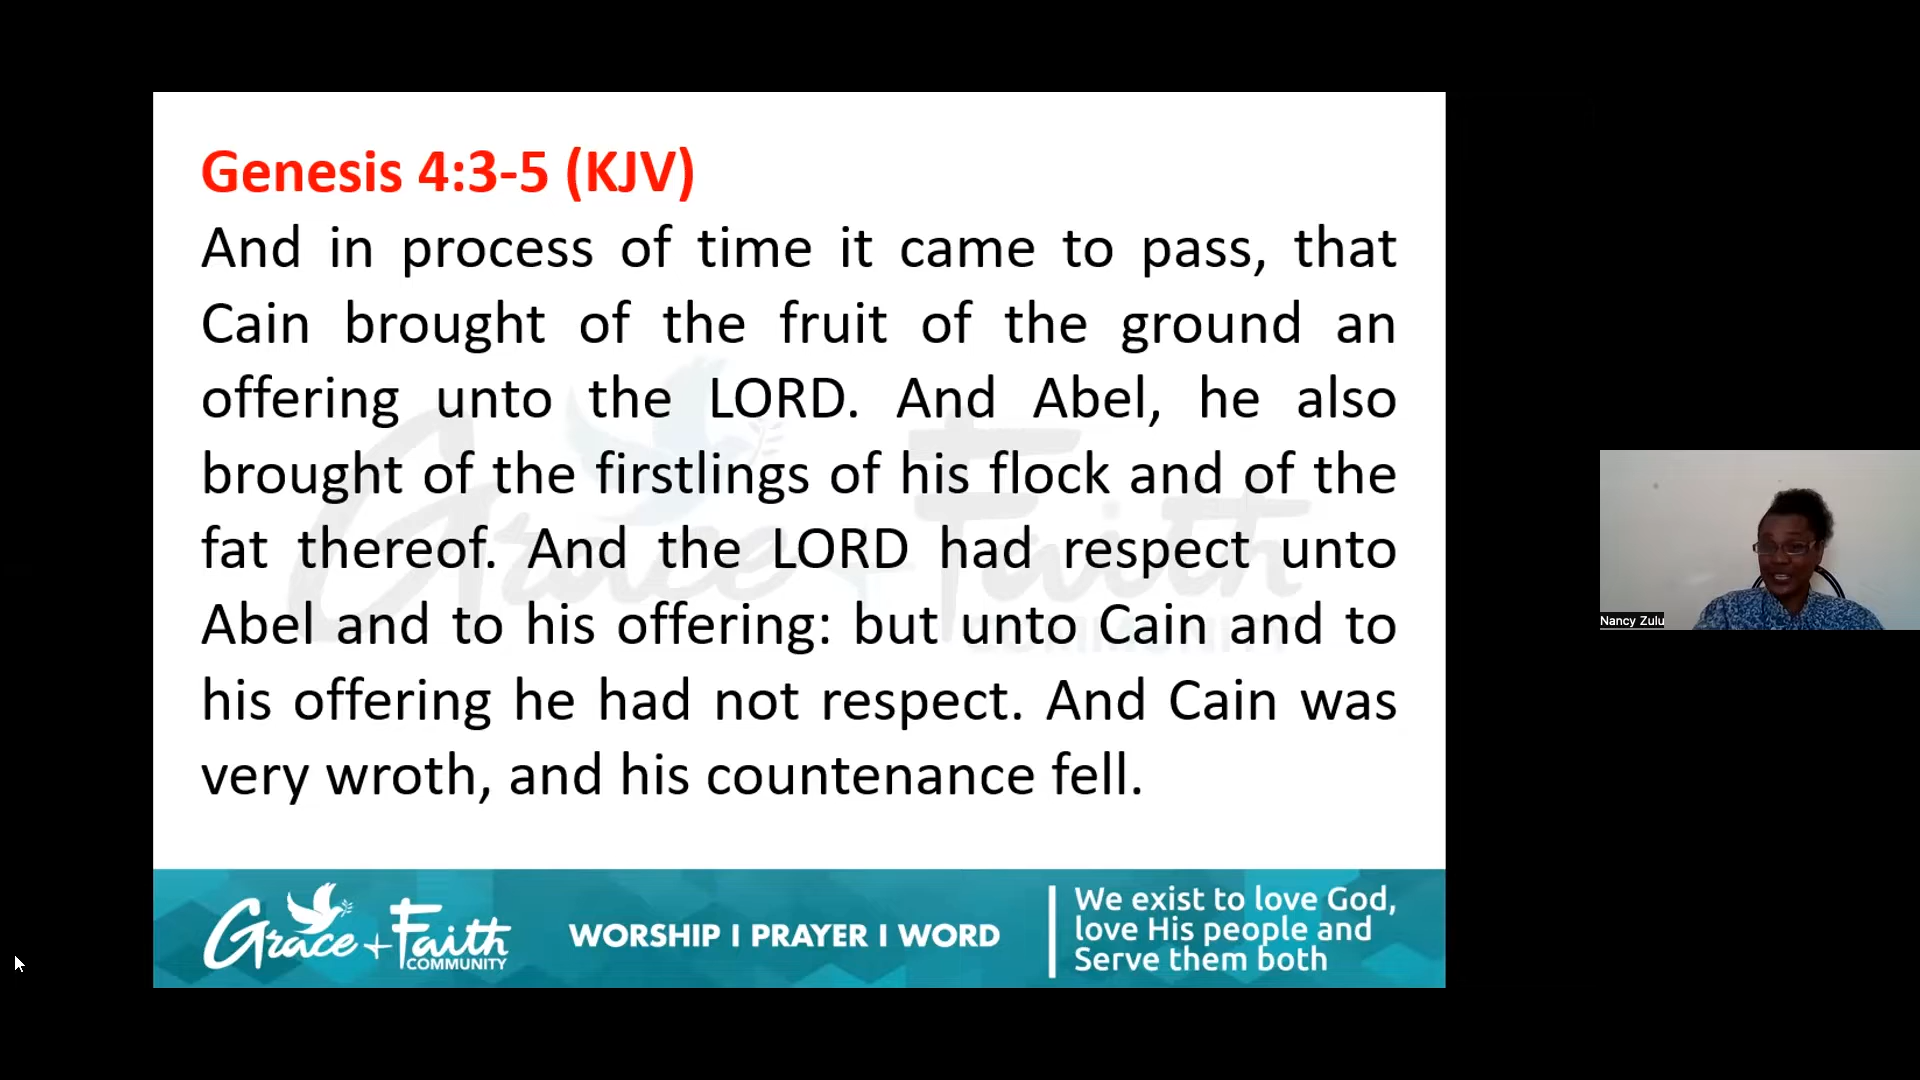 Genesis 4:3-5 (KJV)
And in process of time it came to pass, that
Cain brought of the fruit of the ground an
offering unto the LORD. And Abel, he also
brought of the firstlings of his flock and of the
fat thereof. And the LORD had respect unto
Abel and to his offering: but unto Cain and to
his offering he had not respect. And Cain was
very wroth, and his countenance fell.
Grace + Faith
COMMUNITY
Nancy Zulu
Grace + Faith
COMMUNITY
WORSHIP I PRAYER I WORD
We exist to love God,
love His people and
Serve them both